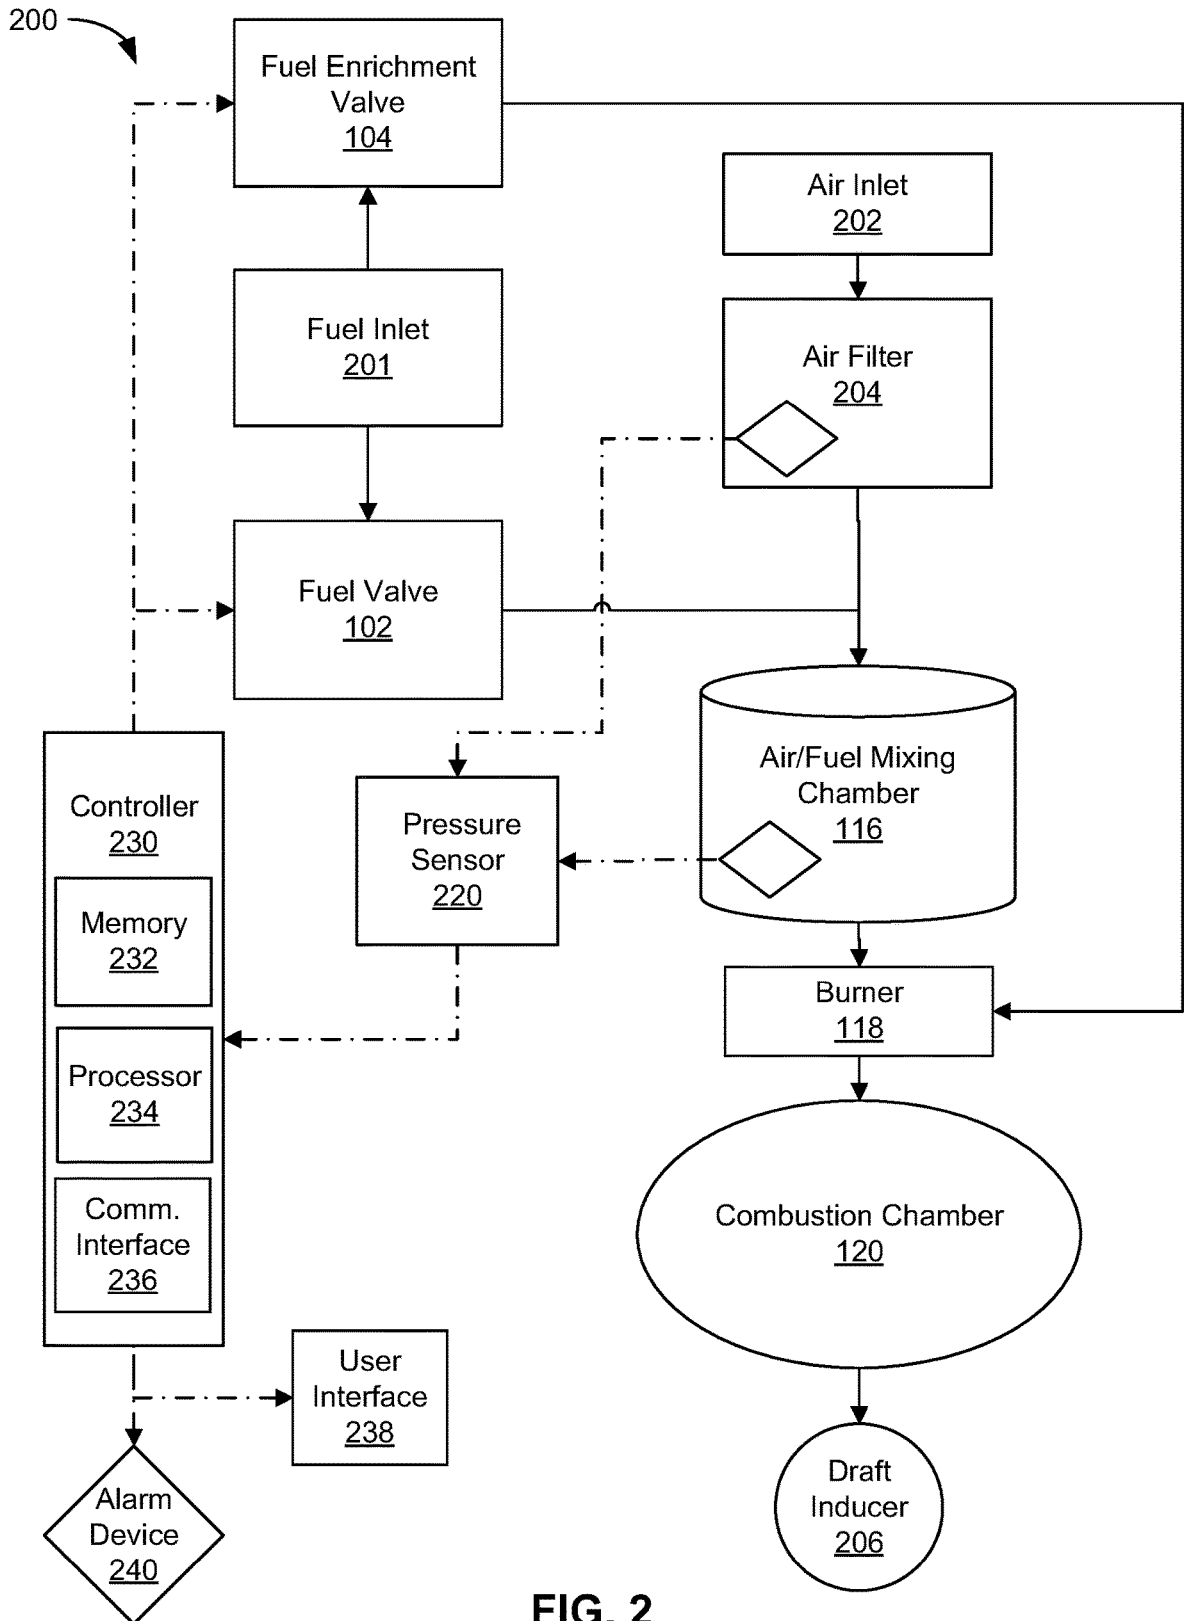 200
Fuel Enrichment
Valve
104
Air Inlet
202
Fuel Inlet
201
Air Filter
204
Fuel Valve
102
Air/Fuel Mixing
Chamber
116
Controller
230
Pressure
Sensor
220
Memory
232
Burner
118
Processor
234
Comm.
Interface
236
Combustion Chamber
120
User
Interface
238
Alarm
Device
240
Draft
Inducer
206
FIG. 2